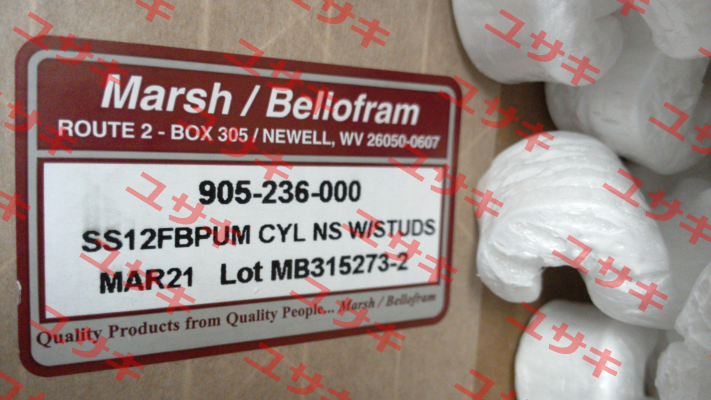 Marsh / Bellofram
ROUTE 2 - BOX 305 / NEWELL, WV 26050-0607
905-236-000
SS12FBPUM CYL NS W/STUDS
MAR21 Lot MB315273-2
Quality Products from Quality People... Marsh / Bellofram
ユサキ